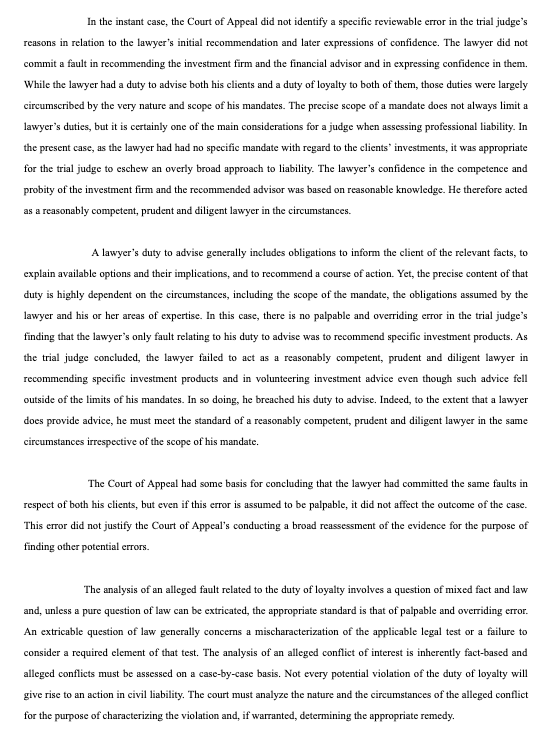 In the instant case, the Court of Appeal did not identify a specific reviewable error in the trial judge's
reasons in relation to the lawyer's initial recommendation and later expressions of confidence. The lawyer did not
commit a fault in recommending the investment firm and the financial advisor and in expressing confidence in them.
While the lawyer had a duty to advise both his clients and a duty of loyalty to both of them, those duties were largely
circumscribed by the very nature and scope of his mandates. The precise scope of a mandate does not always limit a
lawyer's duties, but it is certainly one of the main considerations for a judge when assessing professional liability. In
the present case, as the lawyer had had no specific mandate with regard to the clients' investments, it was appropriate
for the trial judge to eschew an overly broad approach to liability. The lawyer's confidence in the competence and
probity of the investment firm and the recommended advisor was based on reasonable knowledge. He therefore acted
as a reasonably competent, prudent and diligent lawyer in the circumstances.
A lawyer's duty to advise generally includes obligations to inform the client of the relevant facts, to
explain available options and their implications, and to recommend a course of action. Yet, the precise content of that
duty is highly dependent on the circumstances, including the scope of the mandate, the obligations assumed by the
lawyer and his or her areas of expertise. In this case, there is no palpable and overriding error in the trial judge's
finding that the lawyer's only fault relating to his duty to advise was to recommend specific investment products. As
the trial judge concluded, the lawyer failed to act as a reasonably competent, prudent and diligent lawyer in
recommending specific investment products and in volunteering investment advice even though such advice fell
outside of the limits of his mandates. In so doing, he breached his duty to advise. Indeed, to the extent that a lawyer
does provide advice, he must meet the standard of a reasonably competent, prudent and diligent lawyer in the same
circumstances irrespective of the scope of his mandate.
The Court of Appeal had some basis for concluding that the lawyer had committed the same faults in
respect of both his clients, but even if this error is assumed to be palpable, it did not affect the outcome of the case.
This error did not justify the Court of Appeal's conducting a broad reassessment of the evidence for the purpose of
finding other potential errors.
The analysis of an alleged fault related to the duty of loyalty involves a question of mixed fact and law
and, unless a pure question of law can be extricated, the appropriate standard is that of palpable and overriding error.
An extricable question of law generally concerns a mischaracterization of the applicable legal test or a failure to
consider a required element of that test. The analysis of an alleged conflict of interest is inherently fact-based and
alleged conflicts must be assessed on a case-by-case basis. Not every potential violation of the duty of loyalty will
give rise to an action in civil liability. The court must analyze the nature and the circumstances of the alleged conflict
for the purpose of characterizing the violation and, if warranted, determining the appropriate remedy.